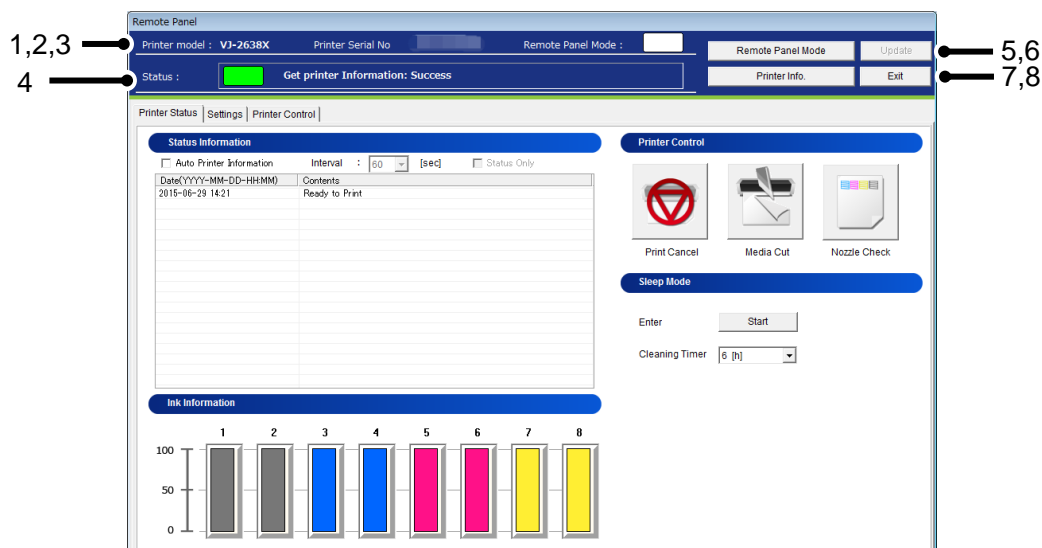 Remote Panel
1,2,3
Printer model : VJ-2638X Printer Serial No Remote Panel Mode :
Remote Panel Mode Update
5,6
4
Status : Get printer Information: Success
Printer Info. Exit
7,8
Printer Status Settings Printer Control
Status Information
Auto Printer Information Interval : 60 [sec] Status Only
Date(YYYY-MM-DD-HH:MM) Contents
2015-06-29 14:21 Ready to Print
Printer Control
Print Cancel Media Cut Nozzle Check
Sleep Mode
Enter Start
Cleaning Timer 6 [h]
Ink Information
1 2 3 4 5 6 7 8
100
50
0